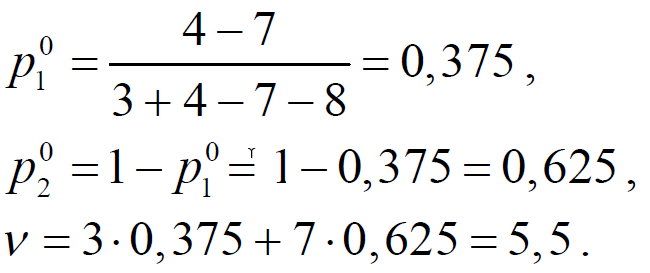 p₁⁰ = (4 − 7) / (3 + 4 − 7 − 8) = 0,375 ,
p₂⁰ = 1 − p₁⁰ = 1 − 0,375 = 0,625 ,
ν = 3 · 0,375 + 7 · 0,625 = 5,5 .